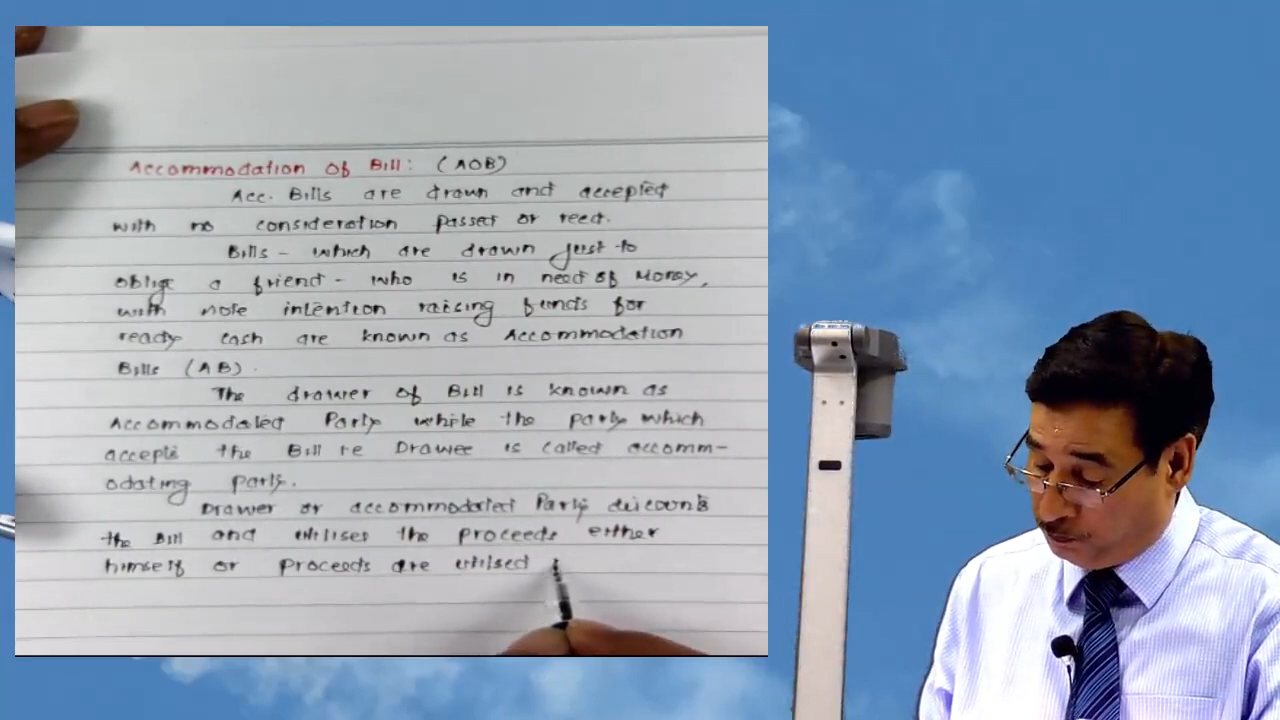 Accommodation of Bill: (AOB)
Acc. Bills are drawn and accepted
with no consideration passed or recd.
Bills - which are drawn just to
oblige a friend - who is in need of Money,
with note intention raising funds for
ready cash are known as Accommodation
Bills (AB).
The drawer of Bill is known as
Accommodated Party while the party which
accepts the Bill ie Drawee is called accomm-
odating party.
Drawer or accommodated Party discounts
the Bill and utilises the proceeds either
himself or proceeds are utilised